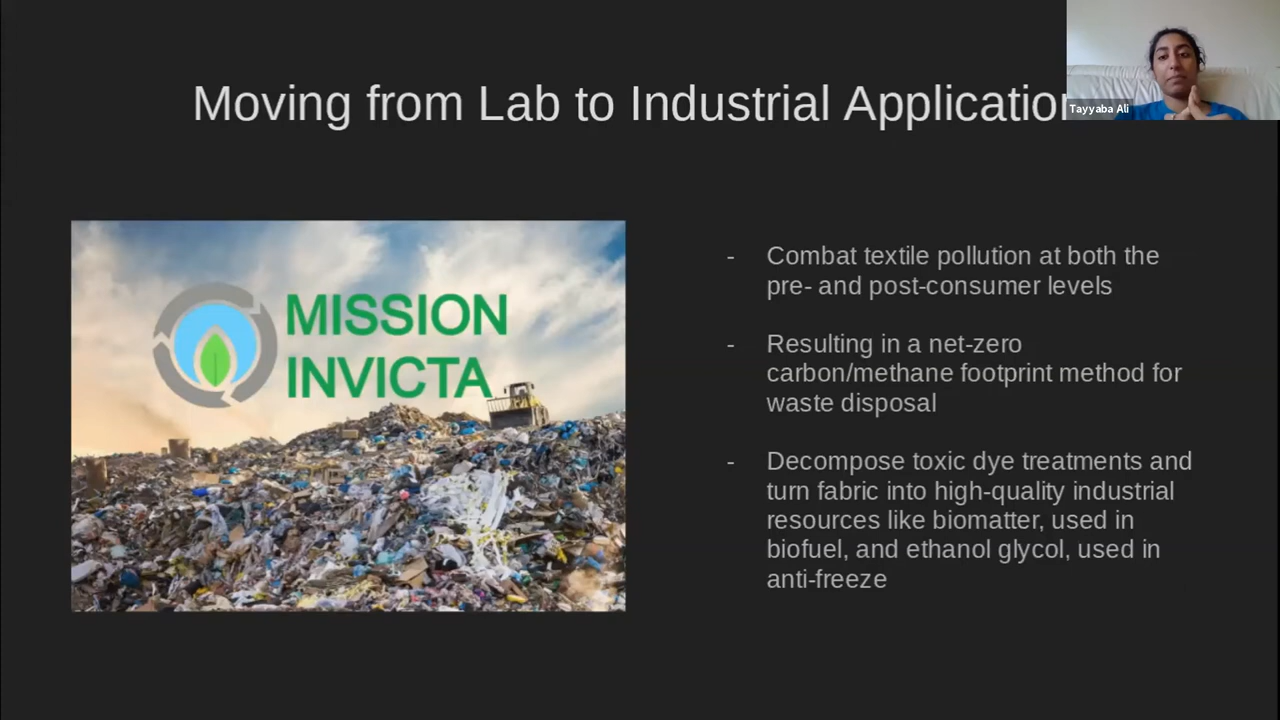 Moving from Lab to Industrial Application
Tayyaba Ali
MISSION
INVICTA
- Combat textile pollution at both the
pre- and post-consumer levels
- Resulting in a net-zero
carbon/methane footprint method for
waste disposal
- Decompose toxic dye treatments and
turn fabric into high-quality industrial
resources like biomatter, used in
biofuel, and ethanol glycol, used in
anti-freeze